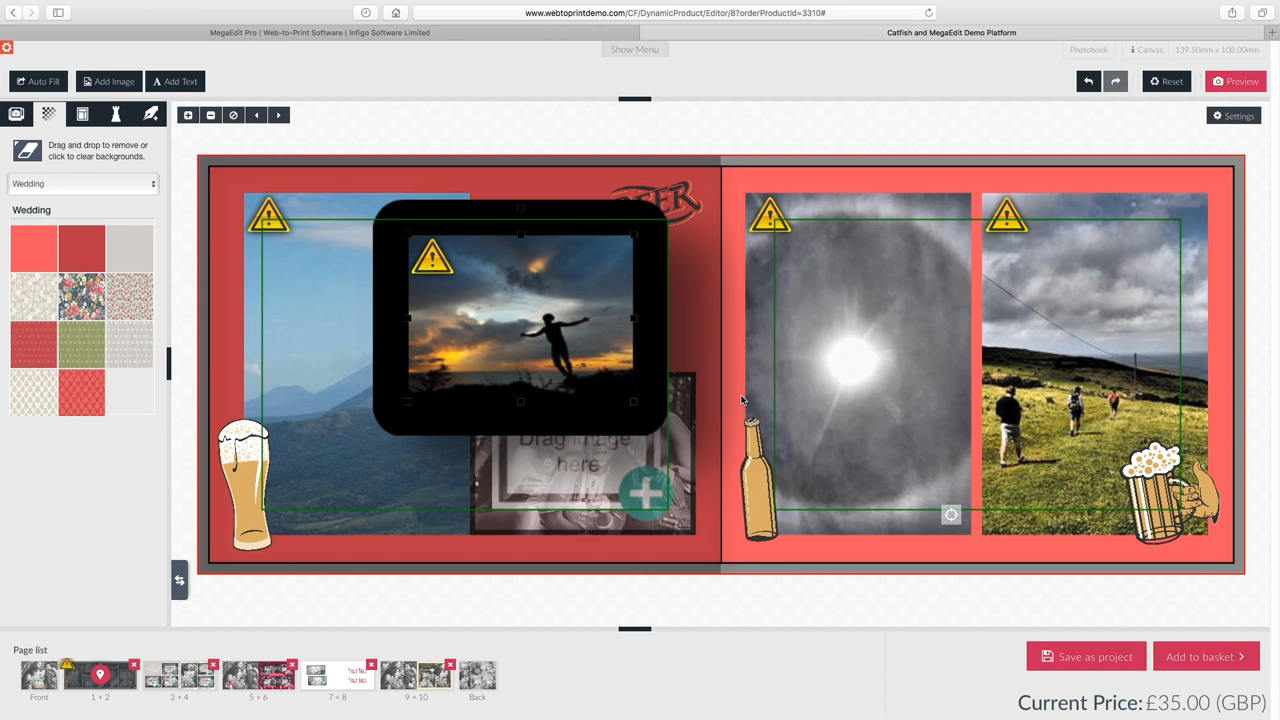 www.webtoprintdemo.com/CF/DynamicProduct/Editor/8?orderProductId=3310#
MegaEdit Pro | Web-to-Print Software | Infigo Software Limited
Catfish and MegaEdit Demo Platform
Show Menu
Photobook
Canvas: 139.50mm x 108.00mm
Auto Fill
Add Image
Add Text
Reset
Preview
Settings
Drag and drop to remove or
click to clear backgrounds.
Wedding
Wedding
Drag image
here
Page list
Front
1 + 2
3 + 4
5 + 6
7 + 8
9 + 10
Back
Save as project
Add to basket
Current Price: £35.00 (GBP)